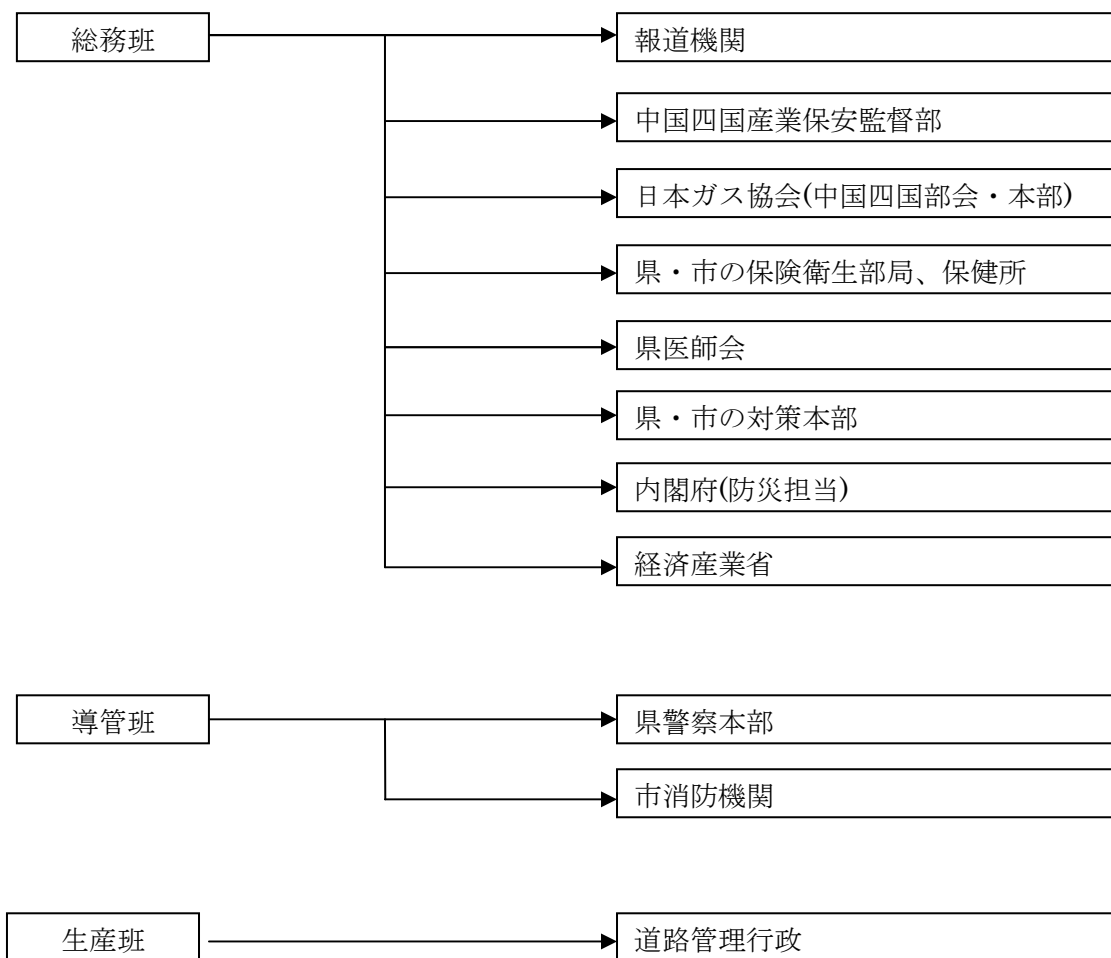 総務班
報道機関
中国四国産業保安監督部
日本ガス協会(中国四国部会・本部)
県・市の保険衛生部局、保健所
県医師会
県・市の対策本部
内閣府(防災担当)
経済産業省
導管班
県警察本部
市消防機関
生産班
道路管理行政